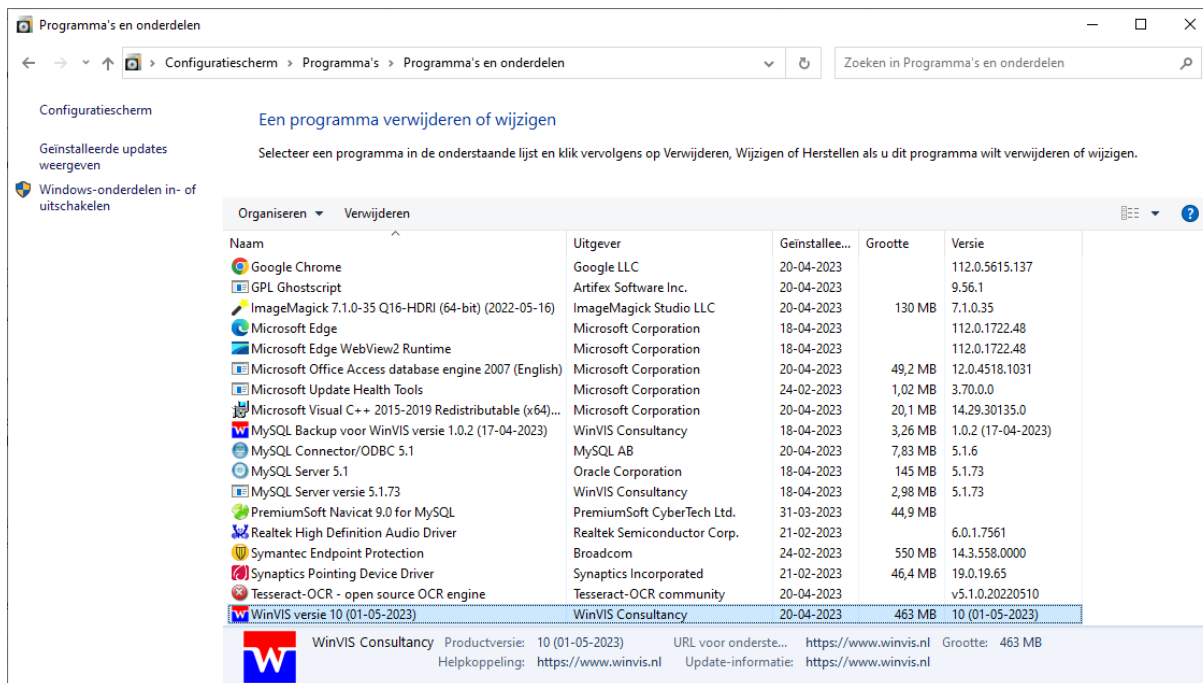 Programma's en onderdelen
Configuratiescherm > Programma's > Programma's en onderdelen
Zoeken in Programma's en onderdelen
Configuratiescherm
Geïnstalleerde updates
weergeven
Windows-onderdelen in- of
uitschakelen
Een programma verwijderen of wijzigen
Selecteer een programma in de onderstaande lijst en klik vervolgens op Verwijderen, Wijzigen of Herstellen als u dit programma wilt verwijderen of wijzigen.
Organiseren Verwijderen
Naam Uitgever Geïnstallee... Grootte Versie
Google Chrome Google LLC 20-04-2023 112.0.5615.137
GPL Ghostscript Artifex Software Inc. 20-04-2023 9.56.1
ImageMagick 7.1.0-35 Q16-HDRI (64-bit) (2022-05-16) ImageMagick Studio LLC 20-04-2023 130 MB 7.1.0.35
Microsoft Edge Microsoft Corporation 18-04-2023 112.0.1722.48
Microsoft Edge WebView2 Runtime Microsoft Corporation 18-04-2023 112.0.1722.48
Microsoft Office Access database engine 2007 (English) Microsoft Corporation 20-04-2023 49,2 MB 12.0.4518.1031
Microsoft Update Health Tools Microsoft Corporation 24-02-2023 1,02 MB 3.70.0.0
Microsoft Visual C++ 2015-2019 Redistributable (x64)... Microsoft Corporation 20-04-2023 20,1 MB 14.29.30135.0
MySQL Backup voor WinVIS versie 1.0.2 (17-04-2023) WinVIS Consultancy 18-04-2023 3,26 MB 1.0.2 (17-04-2023)
MySQL Connector/ODBC 5.1 MySQL AB 20-04-2023 7,83 MB 5.1.6
MySQL Server 5.1 Oracle Corporation 18-04-2023 145 MB 5.1.73
MySQL Server versie 5.1.73 WinVIS Consultancy 18-04-2023 2,98 MB 5.1.73
PremiumSoft Navicat 9.0 for MySQL PremiumSoft CyberTech Ltd. 31-03-2023 44,9 MB
Realtek High Definition Audio Driver Realtek Semiconductor Corp. 21-02-2023 6.0.1.7561
Symantec Endpoint Protection Broadcom 24-02-2023 550 MB 14.3.558.0000
Synaptics Pointing Device Driver Synaptics Incorporated 21-02-2023 46,4 MB 19.0.19.65
Tesseract-OCR - open source OCR engine Tesseract-OCR community 20-04-2023 v5.1.0.20220510
WinVIS versie 10 (01-05-2023) WinVIS Consultancy 20-04-2023 463 MB 10 (01-05-2023)
WinVIS Consultancy Productversie: 10 (01-05-2023) URL voor onderste... https://www.winvis.nl Grootte: 463 MB
Helpkoppeling: https://www.winvis.nl Update-informatie: https://www.winvis.nl